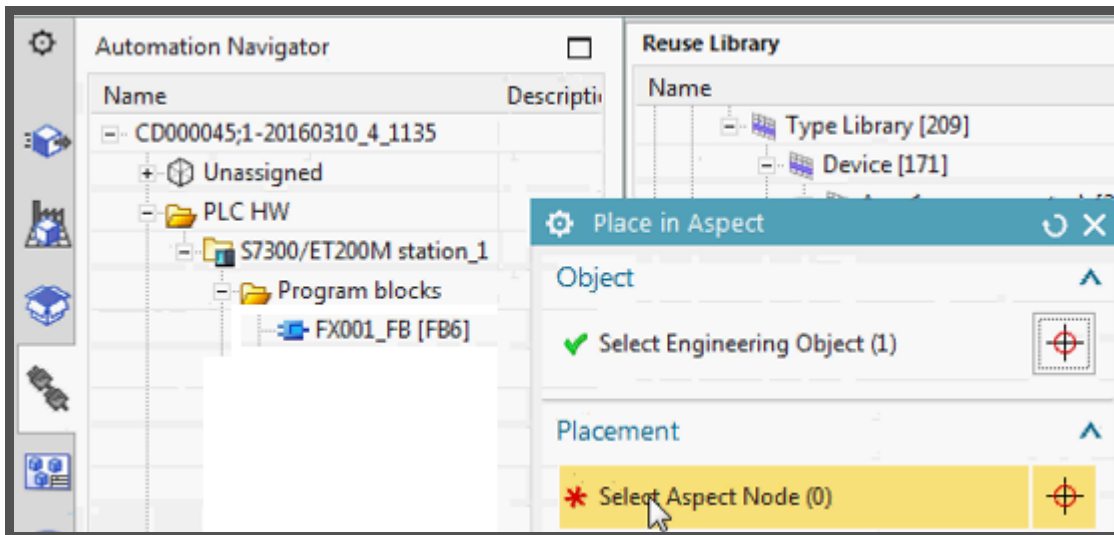 Automation Navigator
Name Descripti
CD000045;1-20160310_4_1135
Unassigned
PLC HW
S7300/ET200M station_1
Program blocks
FX001_FB [FB6]
Reuse Library
Name
Type Library [209]
Device [171]
Place in Aspect
Object
Select Engineering Object (1)
Placement
Select Aspect Node (0)